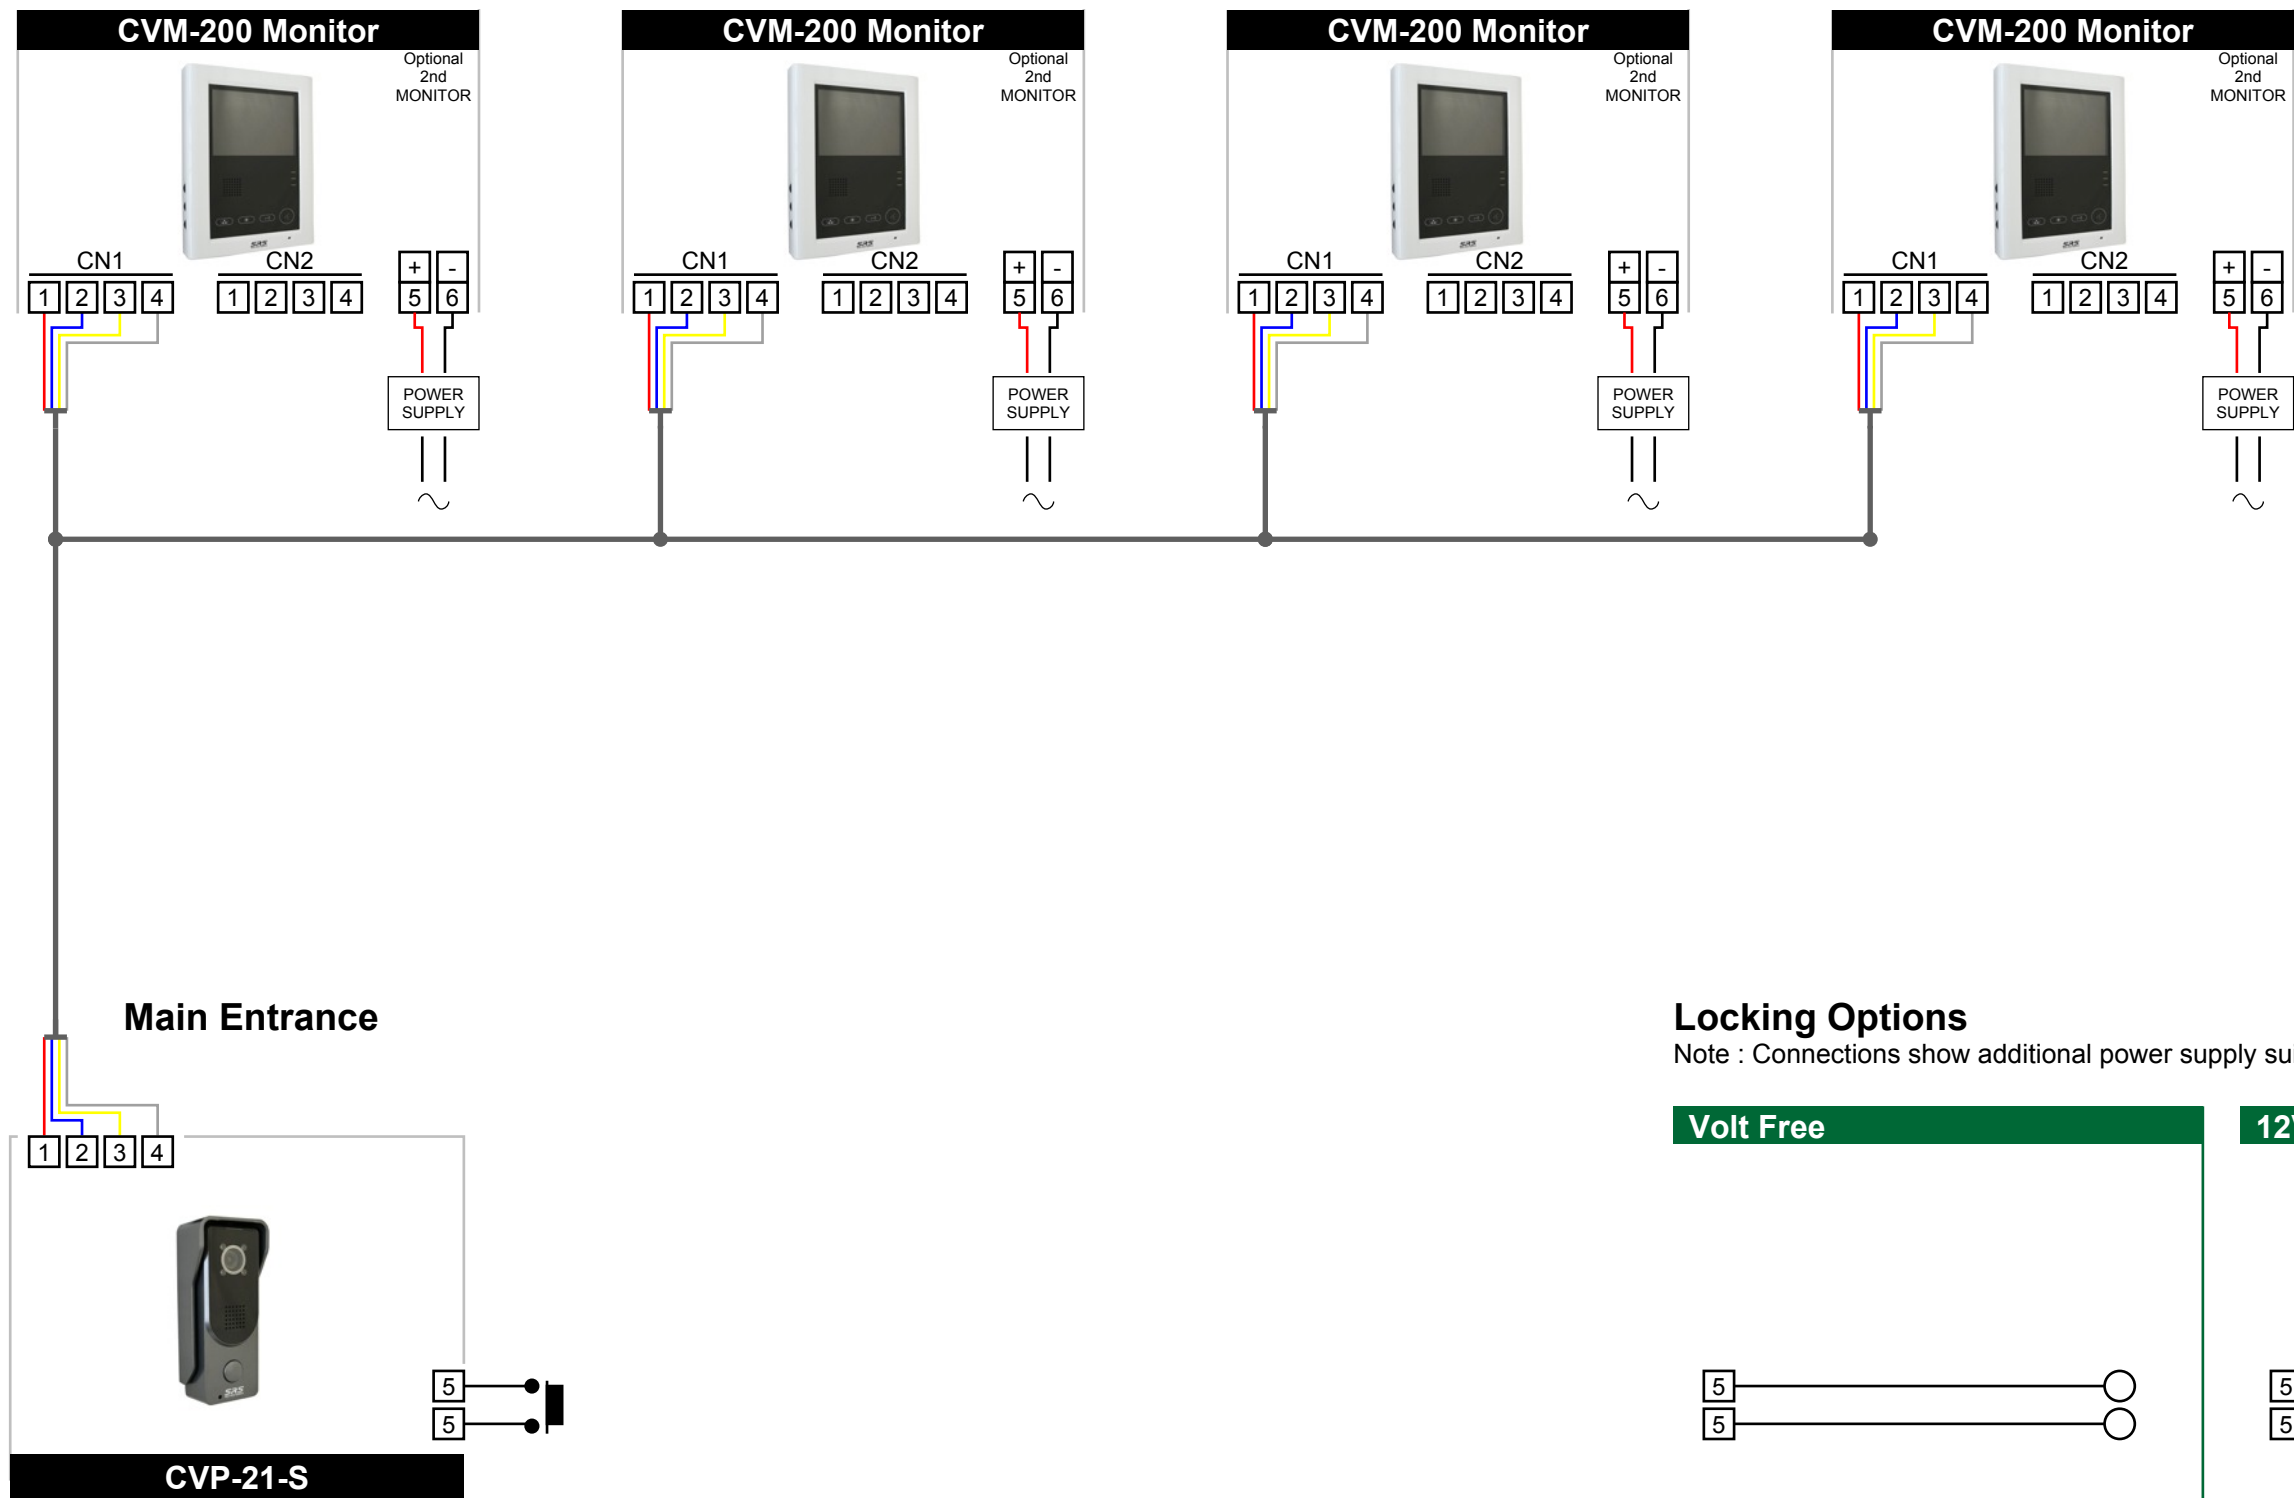 CVM-200 Monitor
Optional
2nd
MONITOR
CN1
CN2
+ -
1 2 3 4
1 2 3 4
5 6
POWER
SUPPLY
CVM-200 Monitor
Optional
2nd
MONITOR
CN1
CN2
+ -
1 2 3 4
1 2 3 4
5 6
POWER
SUPPLY
CVM-200 Monitor
Optional
2nd
MONITOR
CN1
CN2
+ -
1 2 3 4
1 2 3 4
5 6
POWER
SUPPLY
CVM-200 Monitor
Optional
2nd
MONITOR
CN1
CN2
+ -
1 2 3 4
1 2 3 4
5 6
POWER
SUPPLY
Main Entrance
1 2 3 4
SRS
5
5
CVP-21-S
Locking Options
Note : Connections show additional power supply
Volt Free
5
5
5
5